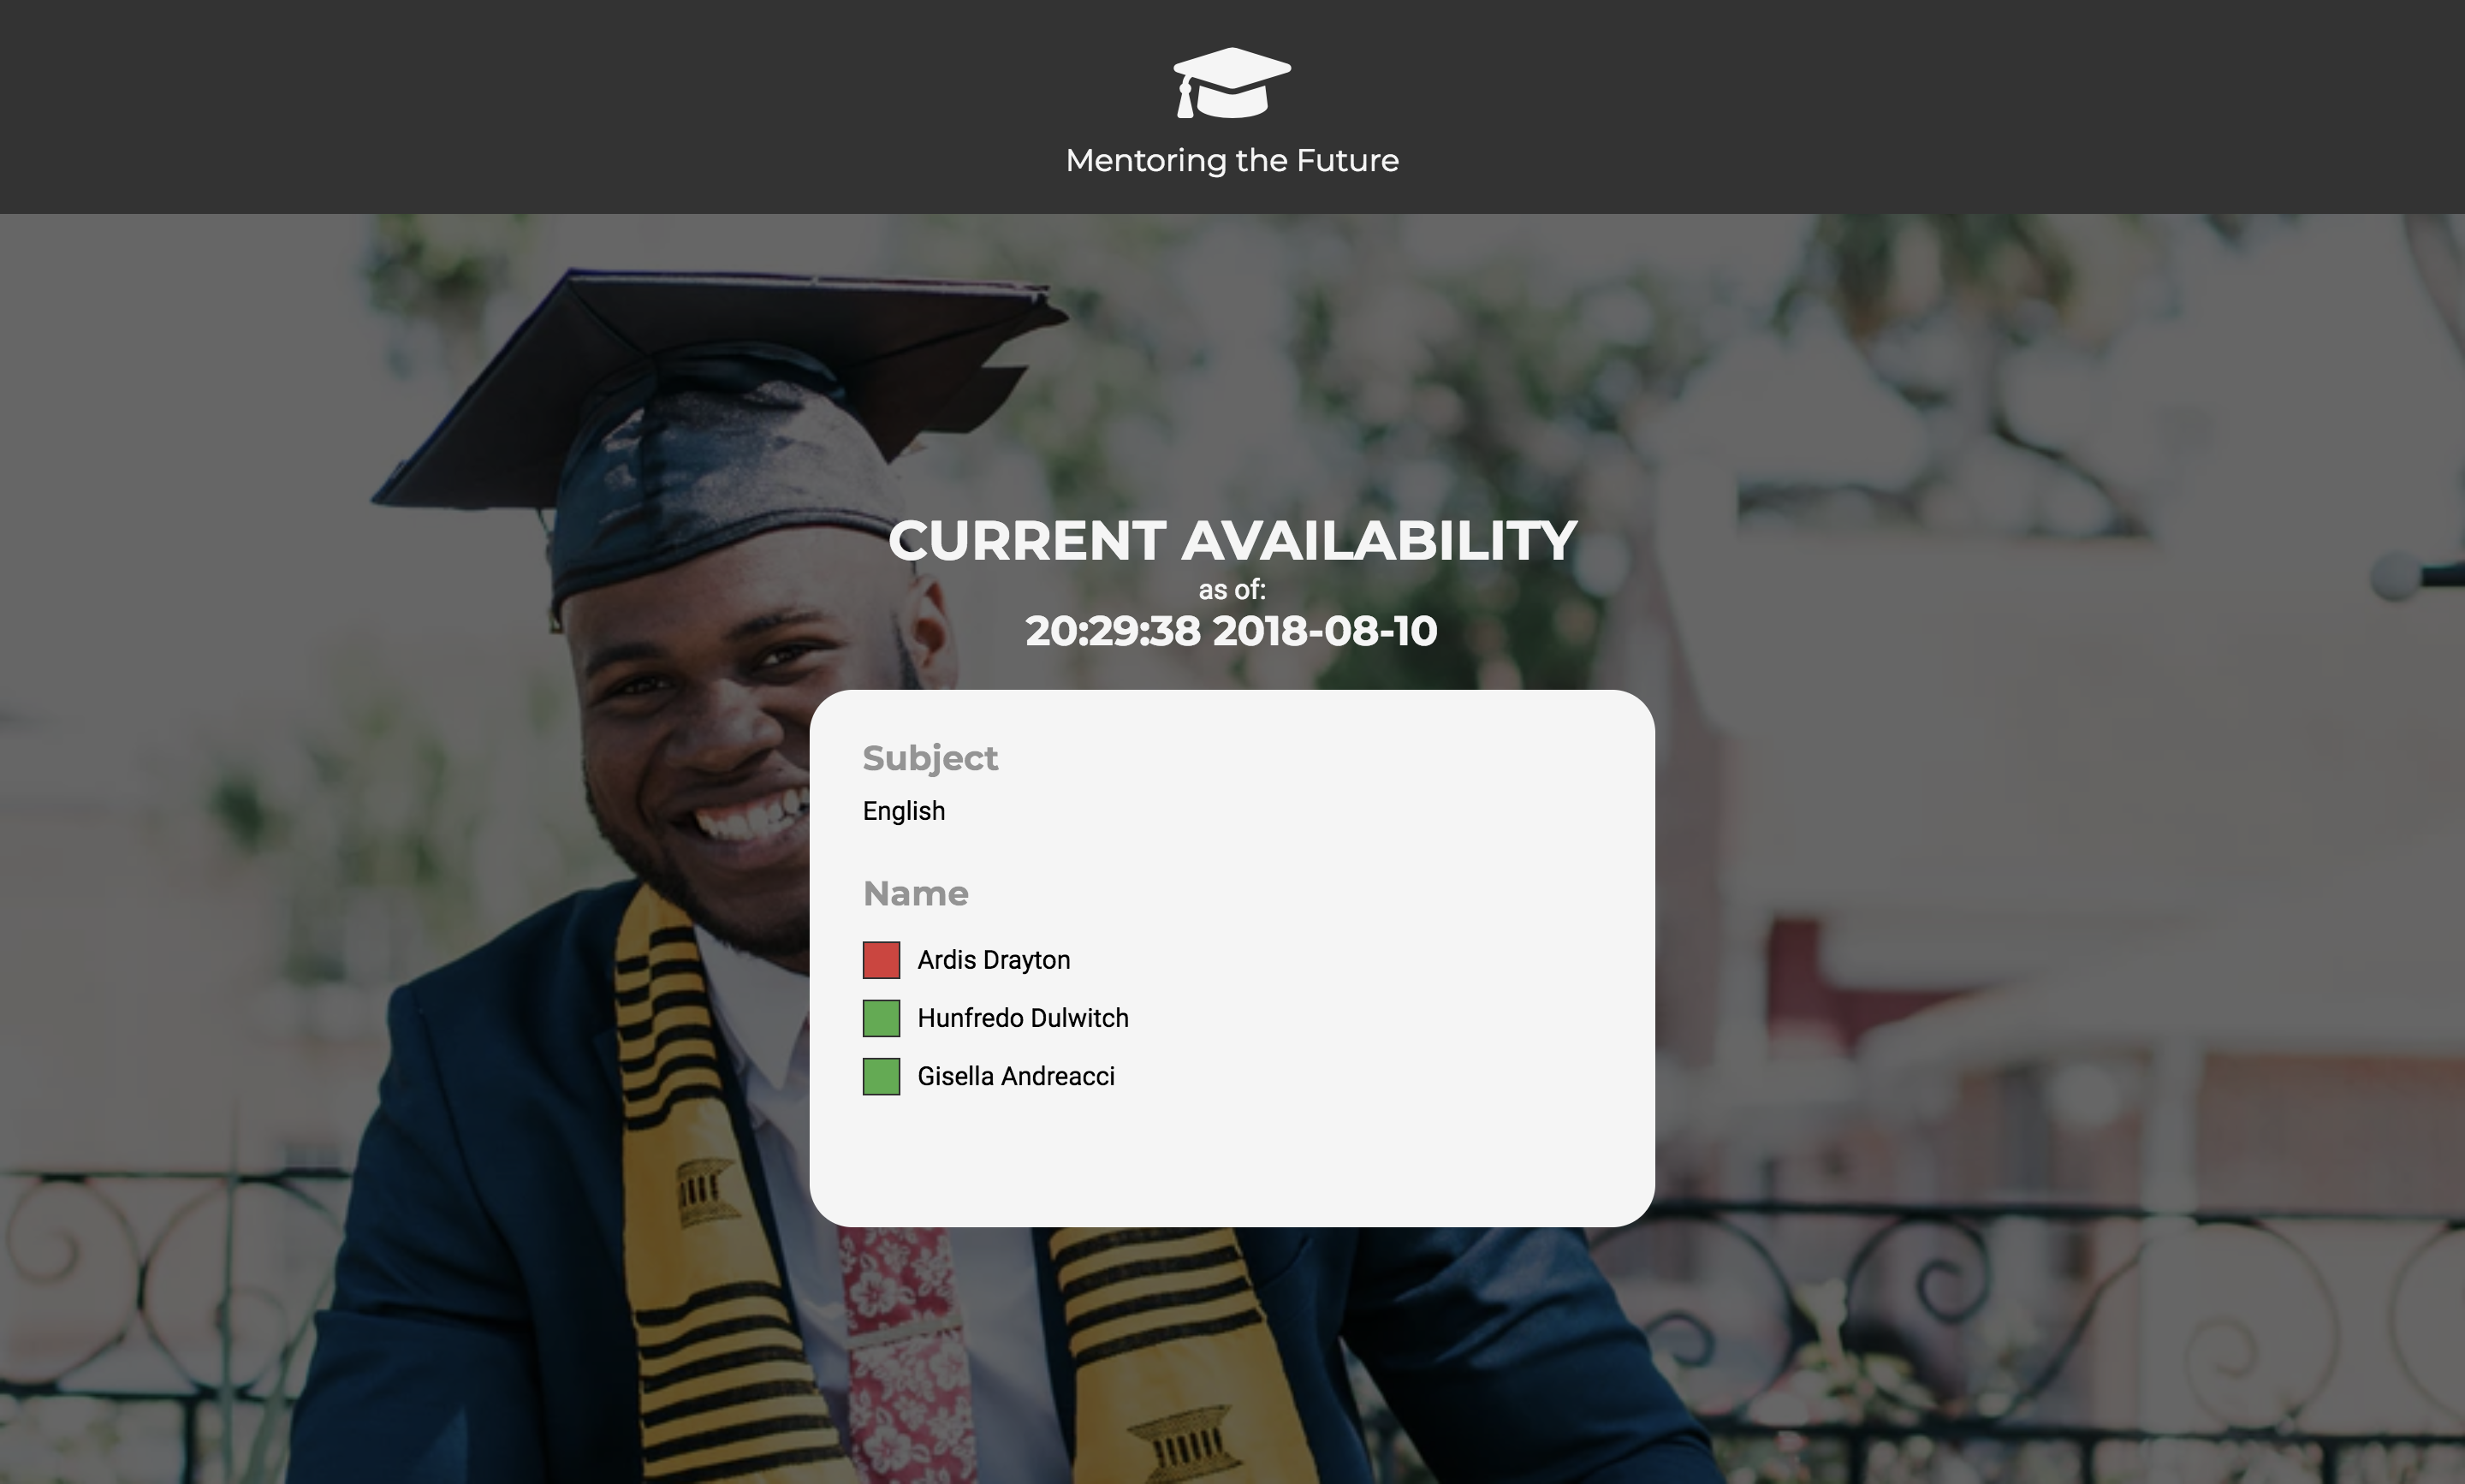 Mentoring the Future
CURRENT AVAILABILITY
as of:
20:29:38 2018-08-10
Subject
English
Name
Ardis Drayton
Hunfredo Dulwitch
Gisella Andreacci